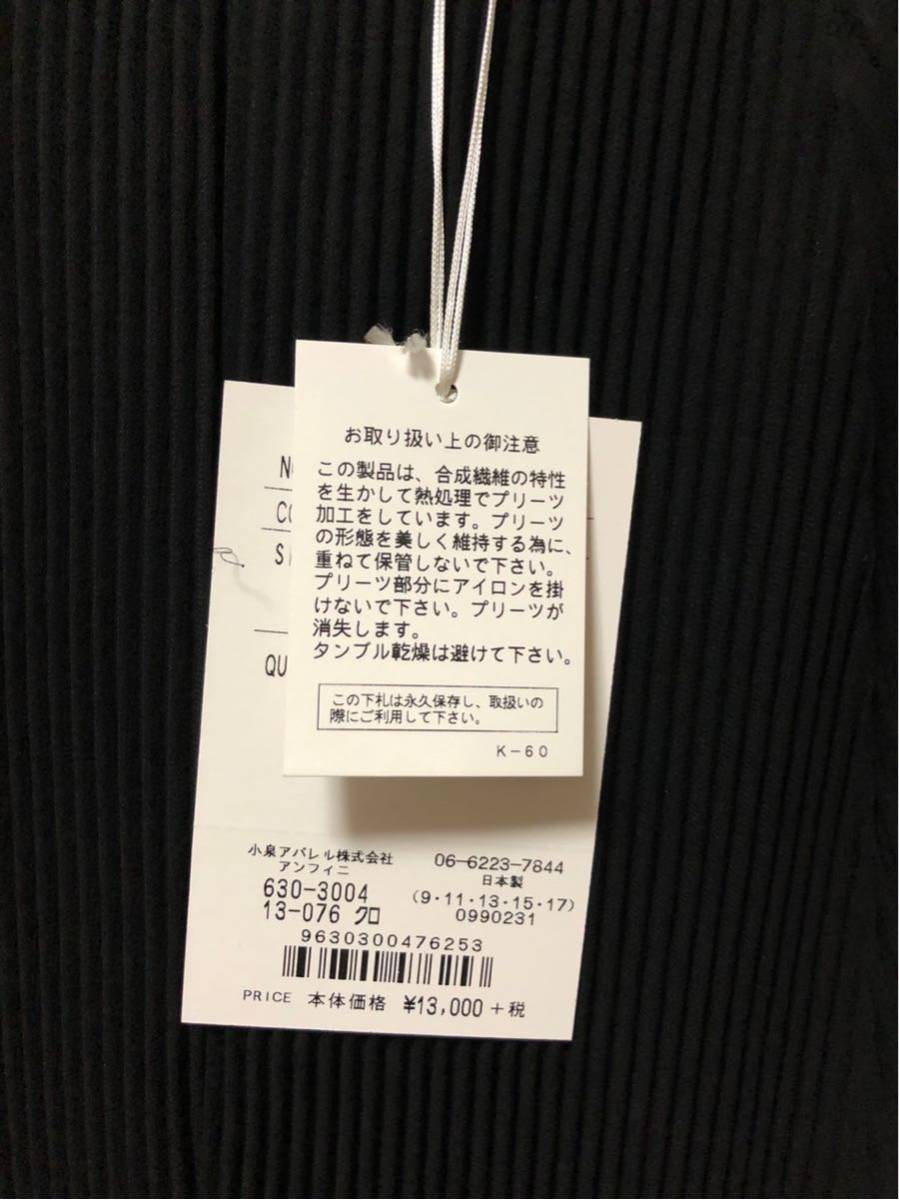 お取り扱い上の御注意
この製品は、合成繊維の特性
を生かして熱処理でプリーツ
加工をしています。プリーツ
の形態を美しく維持する為に、
重ねて保管しないで下さい。
プリーツ部分にアイロンを掛
けないで下さい。プリーツが
消失します。
タンブル乾燥は避けて下さい。
この下札は永久保存し、取扱いの
際にご利用して下さい。
K-60
QU
小泉アパレル株式会社
アンフィニ
06-6223-7844
日本製
630-3004
(9・11・13・15・17)
13-076 クロ
0990231
9630300476253
PRICE 本体価格 ¥13,000+税